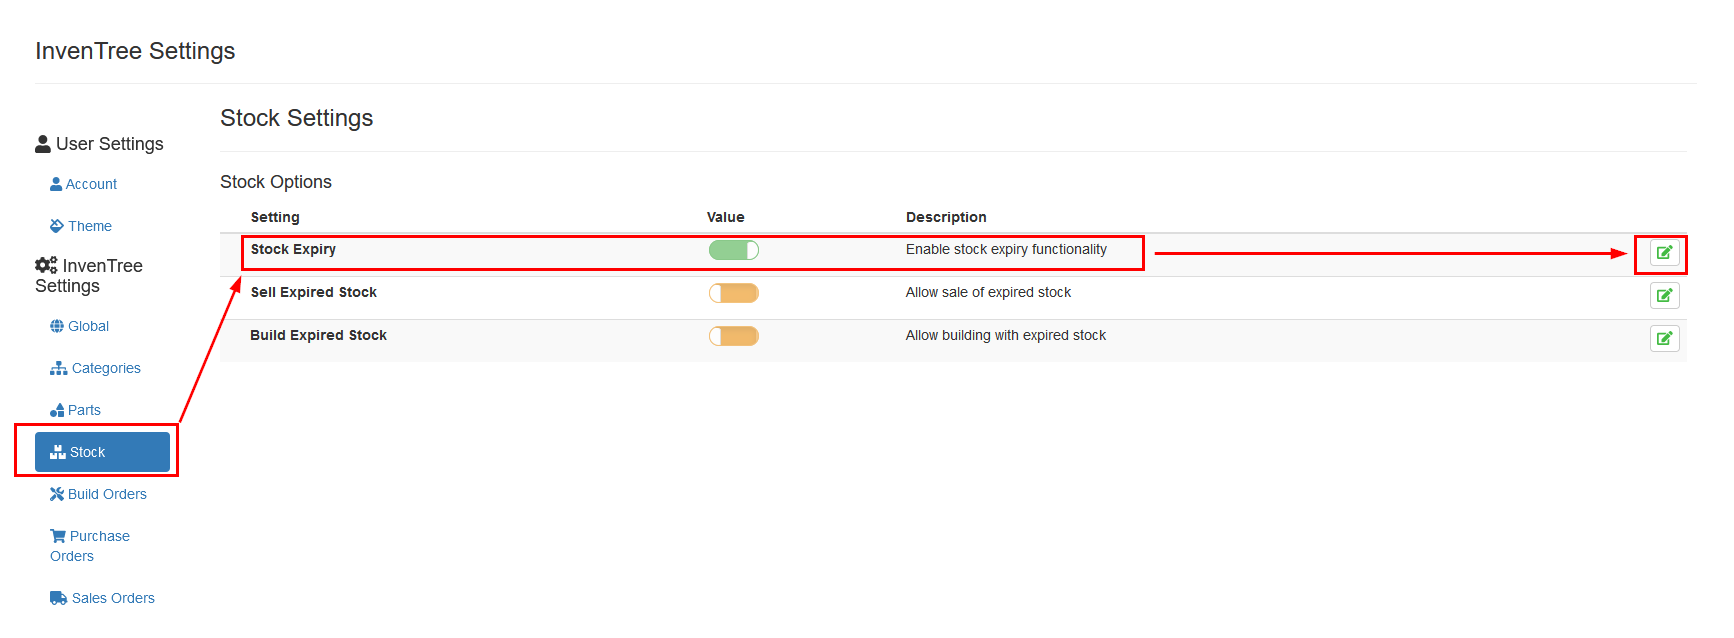 InvenTree Settings
User Settings
Account
Theme
InvenTree
Settings
Global
Categories
Parts
Stock
Build Orders
Purchase
Orders
Sales Orders
Stock Settings
Stock Options
Setting Value Description
Stock Expiry Enable stock expiry functionality
Sell Expired Stock Allow sale of expired stock
Build Expired Stock Allow building with expired stock